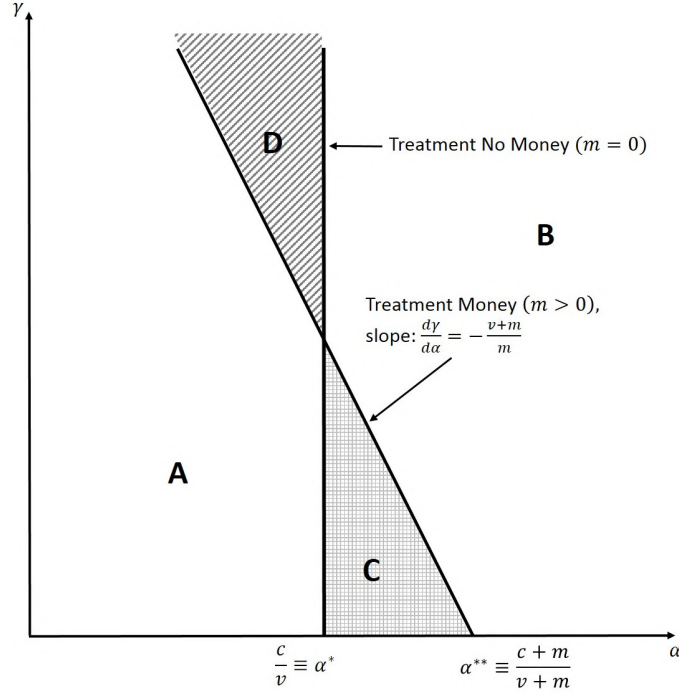 γ
D
Treatment No Money (m = 0)
B
Treatment Money (m > 0),
slope: dγ/dα = − v+m/m
A
C
c/v ≡ α*
α** ≡ c + m/v + m
α